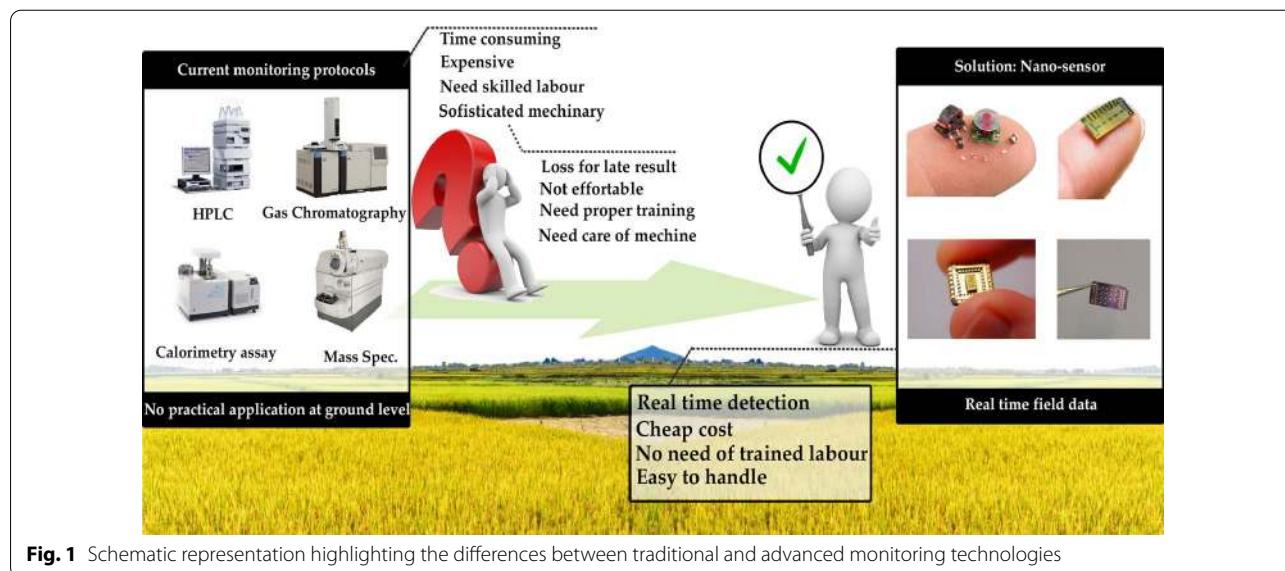 Current monitoring protocols
HPLC
Gas Chromatography
Calorimetry assay
Mass Spec.
No practical application at ground level
Time consuming
Expensive
Need skilled labour
Sofisticated mechinary
Loss for late result
Not effortable
Need proper training
Need care of mechine
Solution: Nano-sensor
Real time field data
Real time detection
Cheap cost
No need of trained labour
Easy to handle
Fig. 1 Schematic representation highlighting the differences between traditional and advanced monitoring technologies